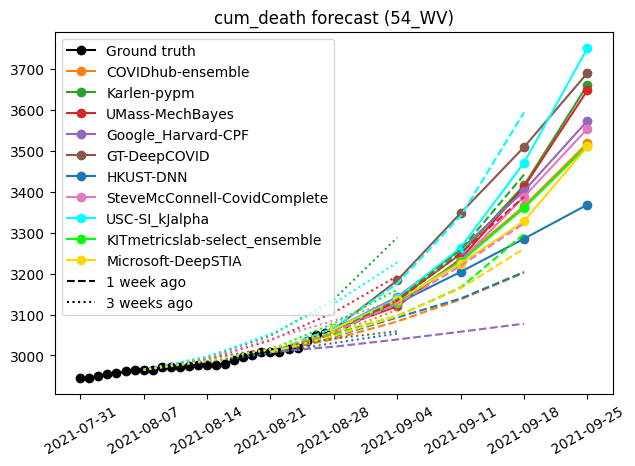 cum_death forecast (54_WV)
Ground truth
COVIDhub-ensemble
Karlen-pypm
UMass-MechBayes
Google_Harvard-CPF
GT-DeepCOVID
HKUST-DNN
SteveMcConnell-CovidComplete
USC-SI_kJalpha
KITmetricslab-select_ensemble
Microsoft-DeepSTIA
1 week ago
3 weeks ago
3700
3600
3500
3400
3300
3200
3100
3000
2021-07-31
2021-08-07
2021-08-14
2021-08-21
2021-08-28
2021-09-04
2021-09-11
2021-09-18
2021-09-25